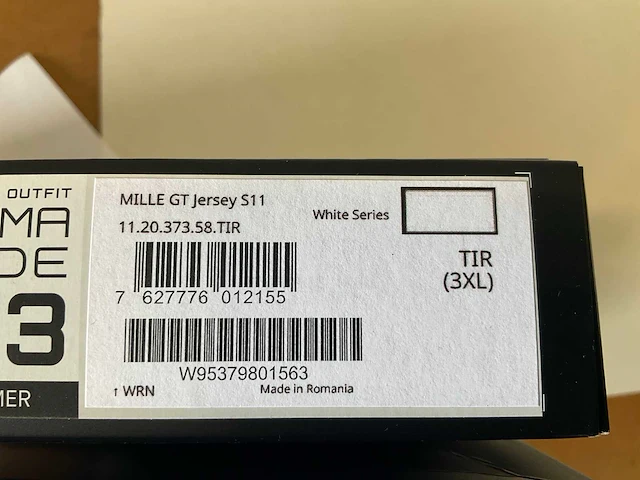 OUTFIT
MA
DE
3
MER
MILLE GT Jersey S11
11.20.373.58.TIR
White Series
TIR
(3XL)
7 627776 012155
W95379801563
↑ WRN
Made in Romania